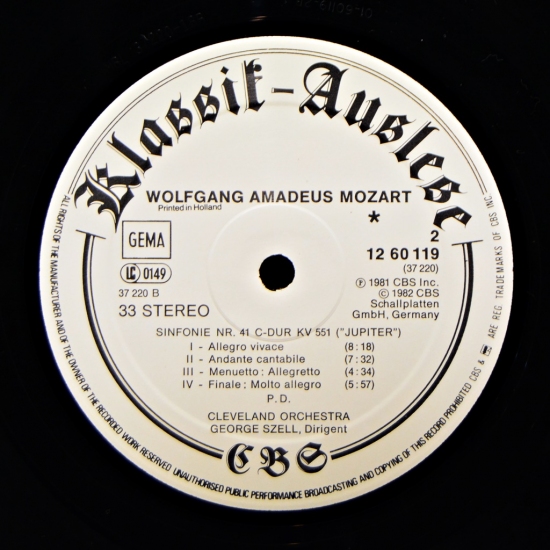 Klassik-Auslese
WOLFGANG AMADEUS MOZART
Printed in Holland
*
GEMA
2
12 60 119
(37 220)
LC 0149
Ⓟ 1981 CBS Inc.
© 1982 CBS
Schallplatten
GmbH, Germany
37 220 B
33 STEREO
SINFONIE NR. 41 C-DUR KV 551 ("JUPITER")
I - Allegro vivace (8:18)
II - Andante cantabile (7:32)
III - Menuetto: Allegretto (4:34)
IV - Finale: Molto allegro (5:57)
P.D.
CLEVELAND ORCHESTRA
GEORGE SZELL, Dirigent
CBS
ALL RIGHTS OF THE MANUFACTURER AND OF THE OWNER OF THE RECORDED WORK RESERVED UNAUTHORISED PUBLIC PERFORMANCE BROADCASTING AND COPYING OF THIS RECORD PROHIBITED CBS & ARE REG TRADEMARKS OF CBS INC.